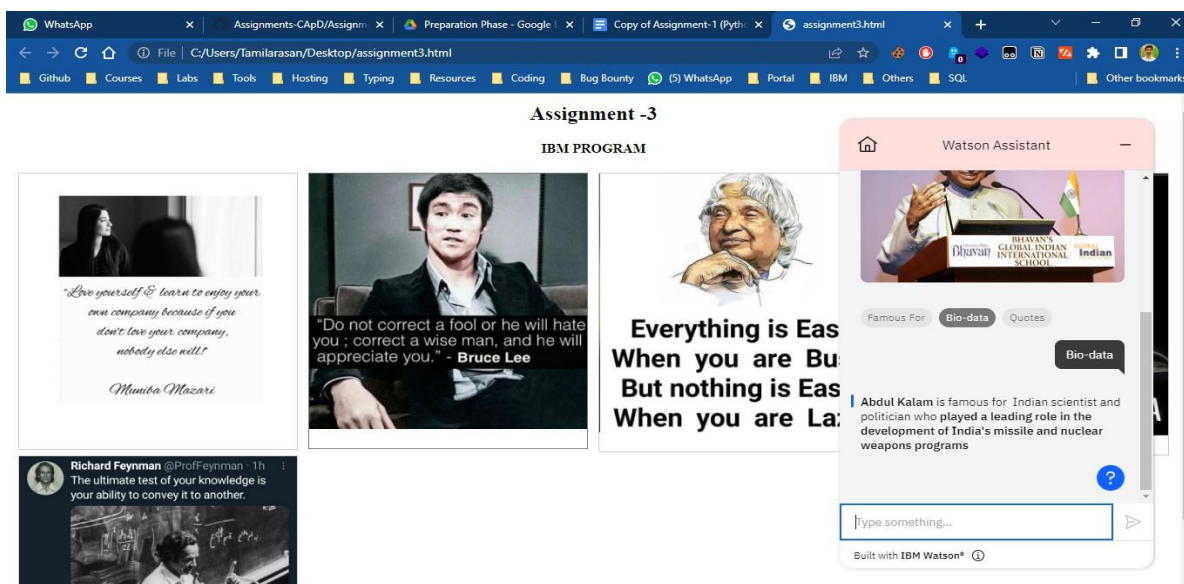 WhatsApp
Assignments-CApD/Assignm
Preparation Phase - Google
Copy of Assignment-1 (Pyth
assignment3.html
File | C:/Users/Tamilarasan/Desktop/assignment3.html
Github Courses Labs Tools Hosting Typing Resources Coding Bug Bounty (5) WhatsApp Portal IBM Others SQL Other bookmarks
Assignment -3
IBM PROGRAM
"Love yourself & learn to enjoy your
own company because if you
don't love your company,
nobody else will!"
Muniba Mazari
"Do not correct a fool or he will hate
you ; correct a wise man, and he will
appreciate you." - Bruce Lee
Everything is Eas
When you are Bu
But nothing is Eas
When you are La
Richard Feynman @ProfFeynman · 1h
The ultimate test of your knowledge is
your ability to convey it to another.
Watson Assistant
Bhavan
BHAVAN'S
GLOBAL INDIAN
INTERNATIONAL
SCHOOL
GLOBAL
Indian
Famous For Bio-data Quotes
Bio-data
Abdul Kalam is famous for Indian scientist and
politician who played a leading role in the
development of India's missile and nuclear
weapons programs
?
Type something...
Built with IBM Watson®